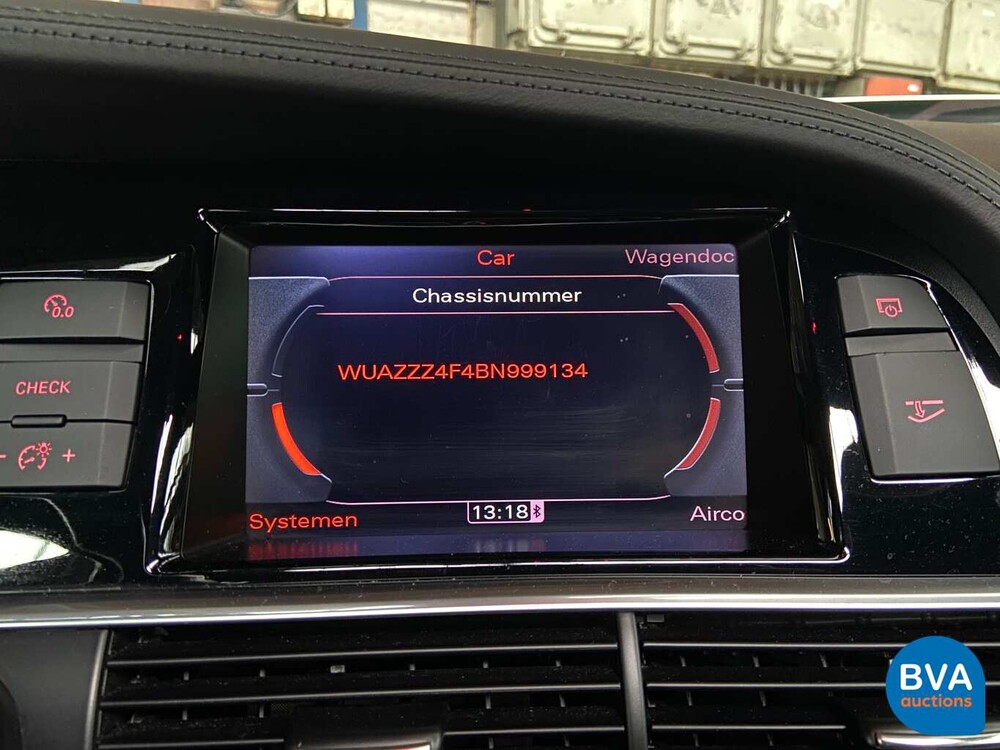 Car
Wagendoc
Chassisnummer
0.0
WUAZZZ4F4BN999134
CHECK
- +
Systemen
13:18
Airco
BVA
auctions